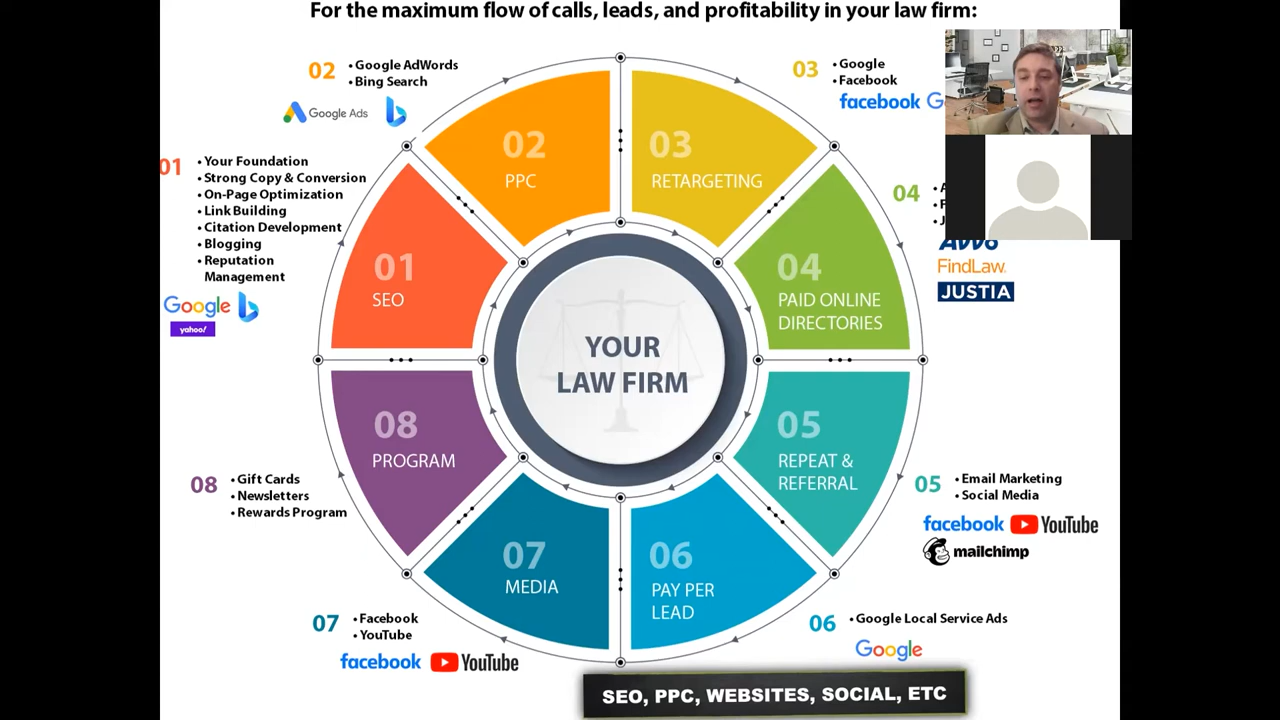 For the maximum flow of calls, leads, and profitability in your law firm:
02
• Google AdWords
• Bing Search
Google Ads
03
• Google
• Facebook
facebook G
01
• Your Foundation
• Strong Copy & Conversion
• On-Page Optimization
• Link Building
• Citation Development
• Blogging
• Reputation
Management
Google
yahoo!
04
Avvo
FindLaw.
JUSTIA
02
PPC
03
RETARGETING
01
SEO
04
PAID ONLINE
DIRECTORIES
YOUR
LAW FIRM
08
PROGRAM
05
REPEAT &
REFERRAL
07
MEDIA
06
PAY PER
LEAD
08
• Gift Cards
• Newsletters
• Rewards Program
05
• Email Marketing
• Social Media
facebook YouTube
mailchimp
07
• Facebook
• YouTube
facebook YouTube
06
• Google Local Service Ads
Google
SEO, PPC, WEBSITES, SOCIAL, ETC